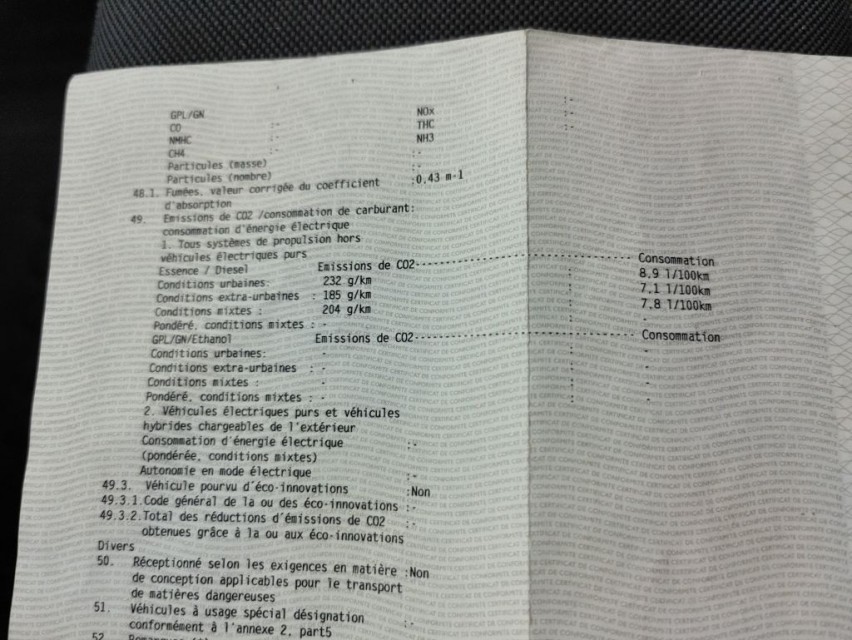 GPL/GN NOx :-
CO :- THC :-
NMHC :- NH3 :-
CH4 :-
Particules (masse) :-
Particules (nombre) :-
48.1. Fumées, valeur corrigée du coefficient :0,43 m-1
d'absorption
49. Emissions de CO2 /consommation de carburant:
consommation d'énergie électrique
1. Tous systèmes de propulsion hors
véhicules électriques purs
Essence / Diesel Emissions de CO2 Consommation
Conditions urbaines: 232 g/km : 8.9 l/100km
Conditions extra-urbaines : 185 g/km : 7.1 l/100km
Conditions mixtes : 204 g/km : 7.8 l/100km
Pondéré, conditions mixtes : - : -
GPL/GN/Ethanol Emissions de CO2 Consommation
Conditions urbaines: - : -
Conditions extra-urbaines : - : -
Conditions mixtes : - : -
Pondéré, conditions mixtes : - : -
2. Véhicules électriques purs et véhicules
hybrides chargeables de l'extérieur
Consommation d'énergie électrique :-
(pondérée, conditions mixtes)
Autonomie en mode électrique :-
49.3. Véhicule pourvu d'éco-innovations :Non
49.3.1.Code général de la ou des éco-innovations :-
49.3.2.Total des réductions d'émissions de CO2 :-
obtenues grâce à la ou aux éco-innovations
Divers
50. Réceptionné selon les exigences en matière :Non
de conception applicables pour le transport
de matières dangereuses
51. Véhicules à usage spécial désignation :-
conformément à l'annexe 2, part5
52.